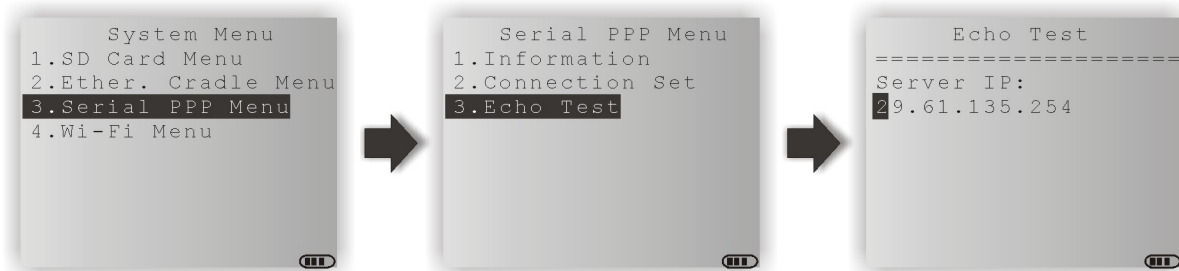 System Menu
1.SD Card Menu
2.Ether. Cradle Menu
3.Serial PPP Menu
4.Wi-Fi Menu
Serial PPP Menu
1.Information
2.Connection Set
3.Echo Test
Echo Test
====================
Server IP:
29.61.135.254